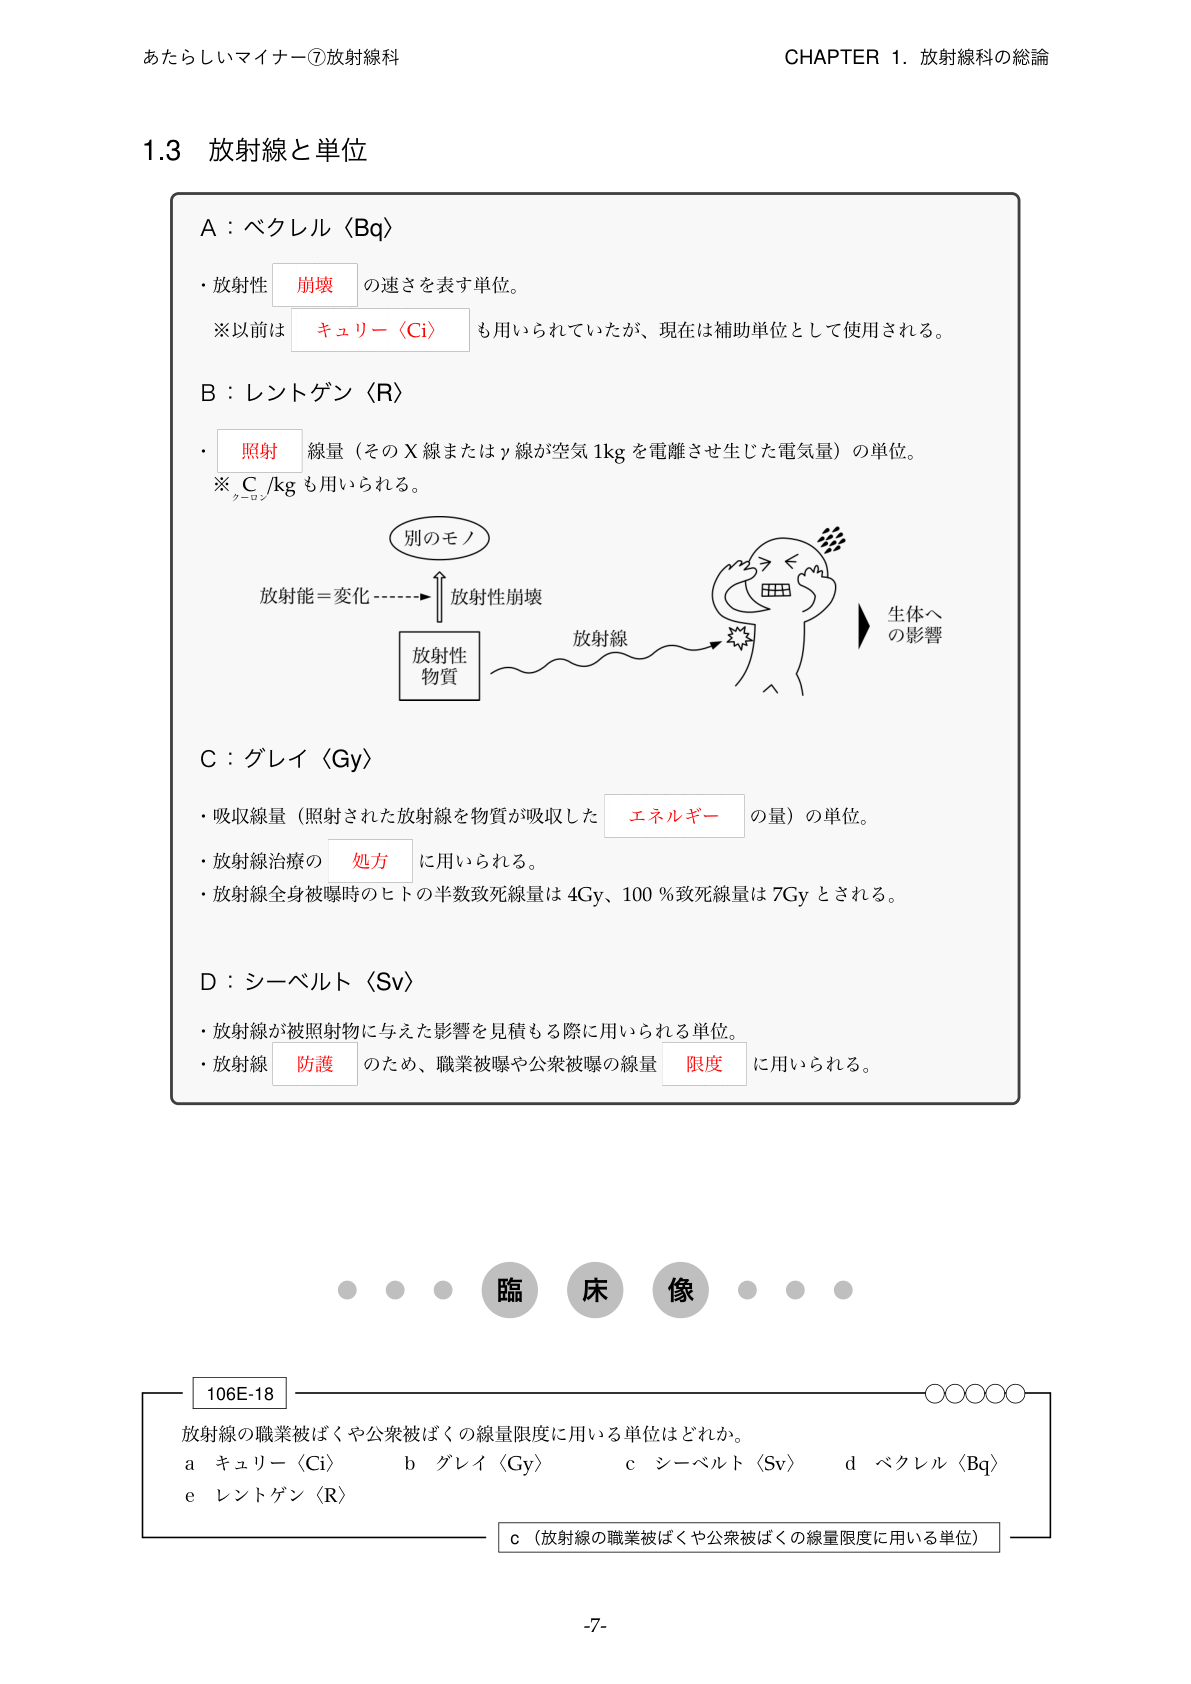 あたらしいマイナー⑦放射線科
CHAPTER 1. 放射線科の総論
1.3 放射線と単位
A：ベクレル〈Bq〉
・放射性 崩壊 の速さを表す単位。
※以前は キュリー〈Ci〉 も用いられていたが、現在は補助単位として使用される。
B：レントゲン〈R〉
・ 照射 線量（その X 線または γ 線が空気 1kg を電離させ生じた電気量）の単位。
※ C/kg も用いられる。
クーロン
別のモノ
放射能＝変化
放射性崩壊
放射性
物質
放射線
生体へ
の影響
C：グレイ〈Gy〉
・吸収線量（照射された放射線を物質が吸収した エネルギー の量）の単位。
・放射線治療の 処方 に用いられる。
・放射線全身被曝時のヒトの半数致死線量は 4Gy、100 %致死線量は 7Gy とされる。
D：シーベルト〈Sv〉
・放射線が被照射物に与えた影響を見積もる際に用いられる単位。
・放射線 防護 のため、職業被曝や公衆被曝の線量 限度 に用いられる。
臨 床 像
106E-18
放射線の職業被ばくや公衆被ばくの線量限度に用いる単位はどれか。
a キュリー〈Ci〉 b グレイ〈Gy〉 c シーベルト〈Sv〉 d ベクレル〈Bq〉
e レントゲン〈R〉
c （放射線の職業被ばくや公衆被ばくの線量限度に用いる単位）
-7-